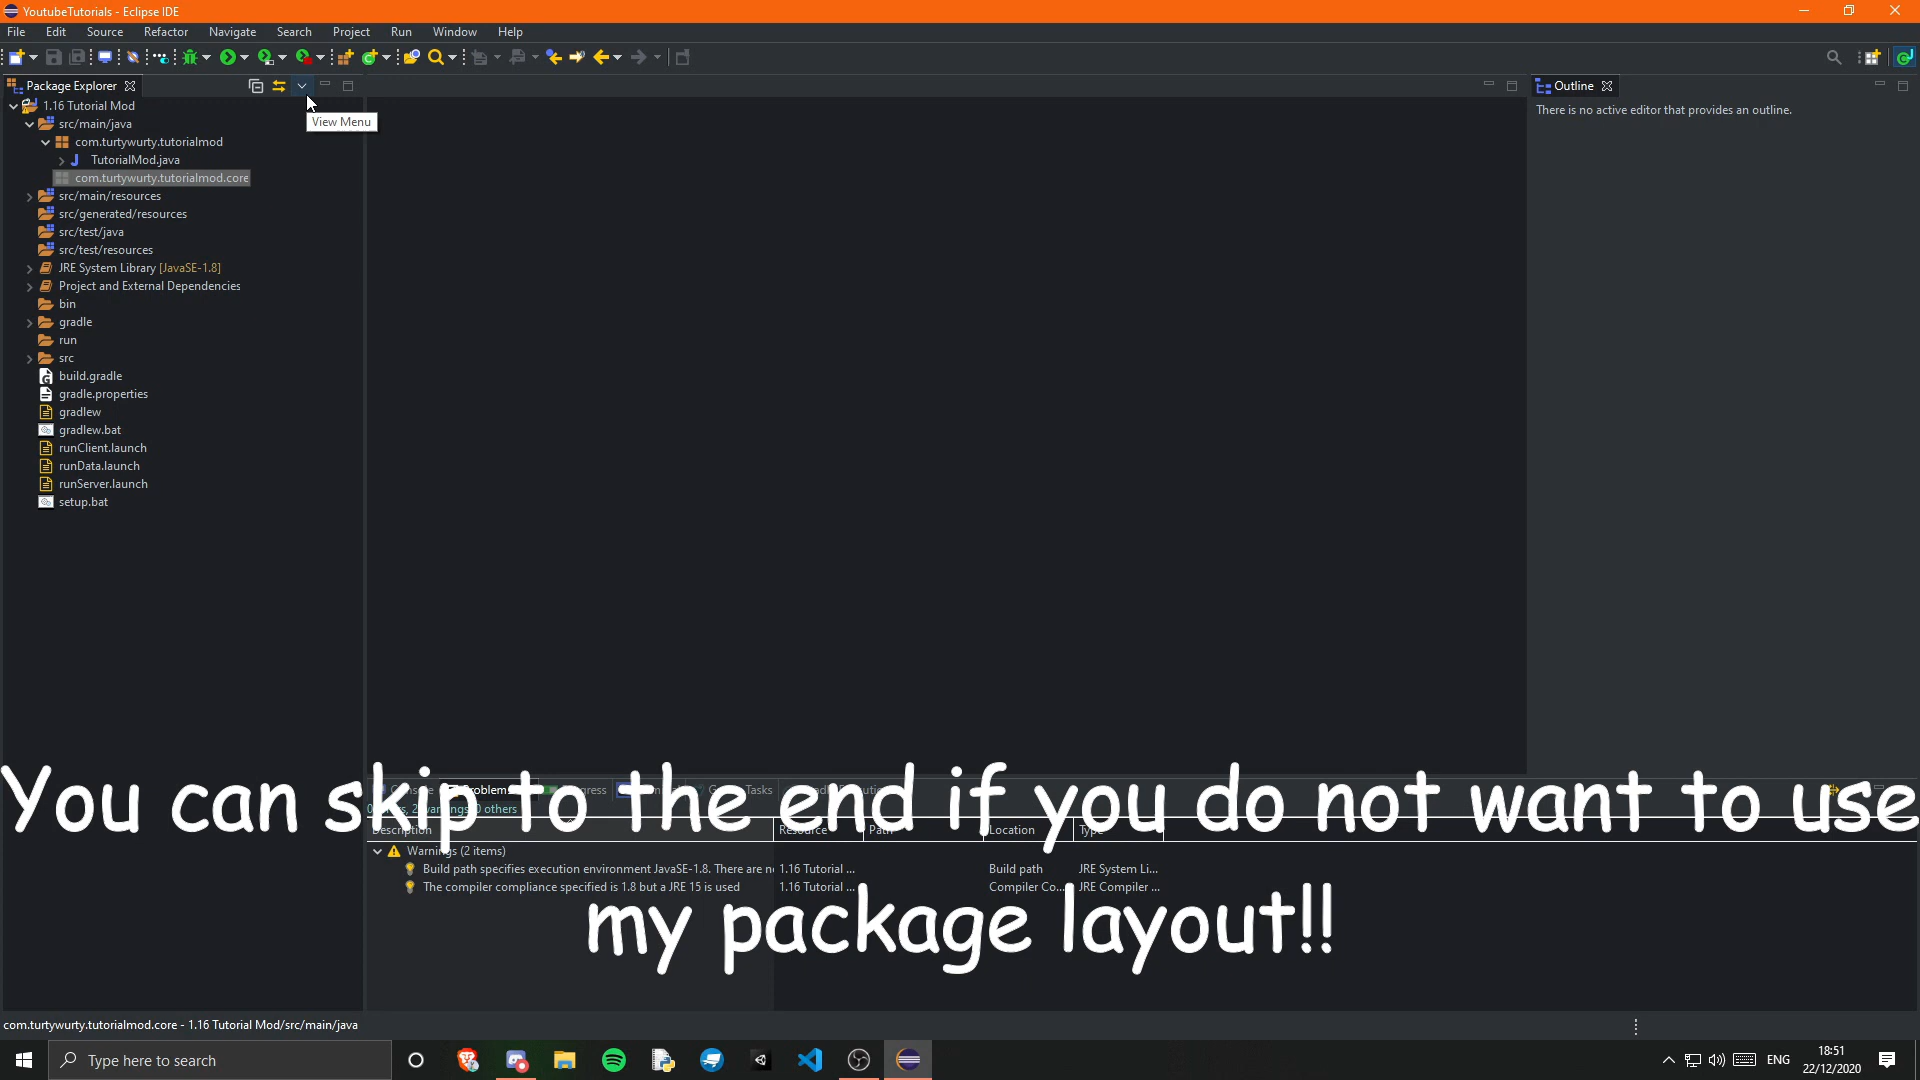 YoutubeTutorials - Eclipse IDE
File Edit Source Refactor Navigate Search Project Run Window Help
Package Explorer
Outline
1.16 Tutorial Mod
There is no active editor that provides an outline.
View Menu
src/main/java
com.turtywurty.tutorialmod
TutorialMod.java
com.turtywurty.tutorialmod.core
src/main/resources
src/generated/resources
src/test/java
src/test/resources
JRE System Library [JavaSE-1.8]
Project and External Dependencies
bin
gradle
run
src
build.gradle
gradle.properties
gradlew
gradlew.bat
runClient.launch
runData.launch
runServer.launch
setup.bat
You can skip to the end if you do not want to use
my package layout!!
Problems Tasks
Description Resource Path Location Type
Warnings (2 items)
Build path specifies execution environment JavaSE-1.8. There are n 1.16 Tutorial ... Build path JRE System Li...
The compiler compliance specified is 1.8 but a JRE 15 is used 1.16 Tutorial ... Compiler Co... JRE Compiler ...
com.turtywurty.tutorialmod.core - 1.16 Tutorial Mod/src/main/java
Type here to search
ENG
18:51
22/12/2020